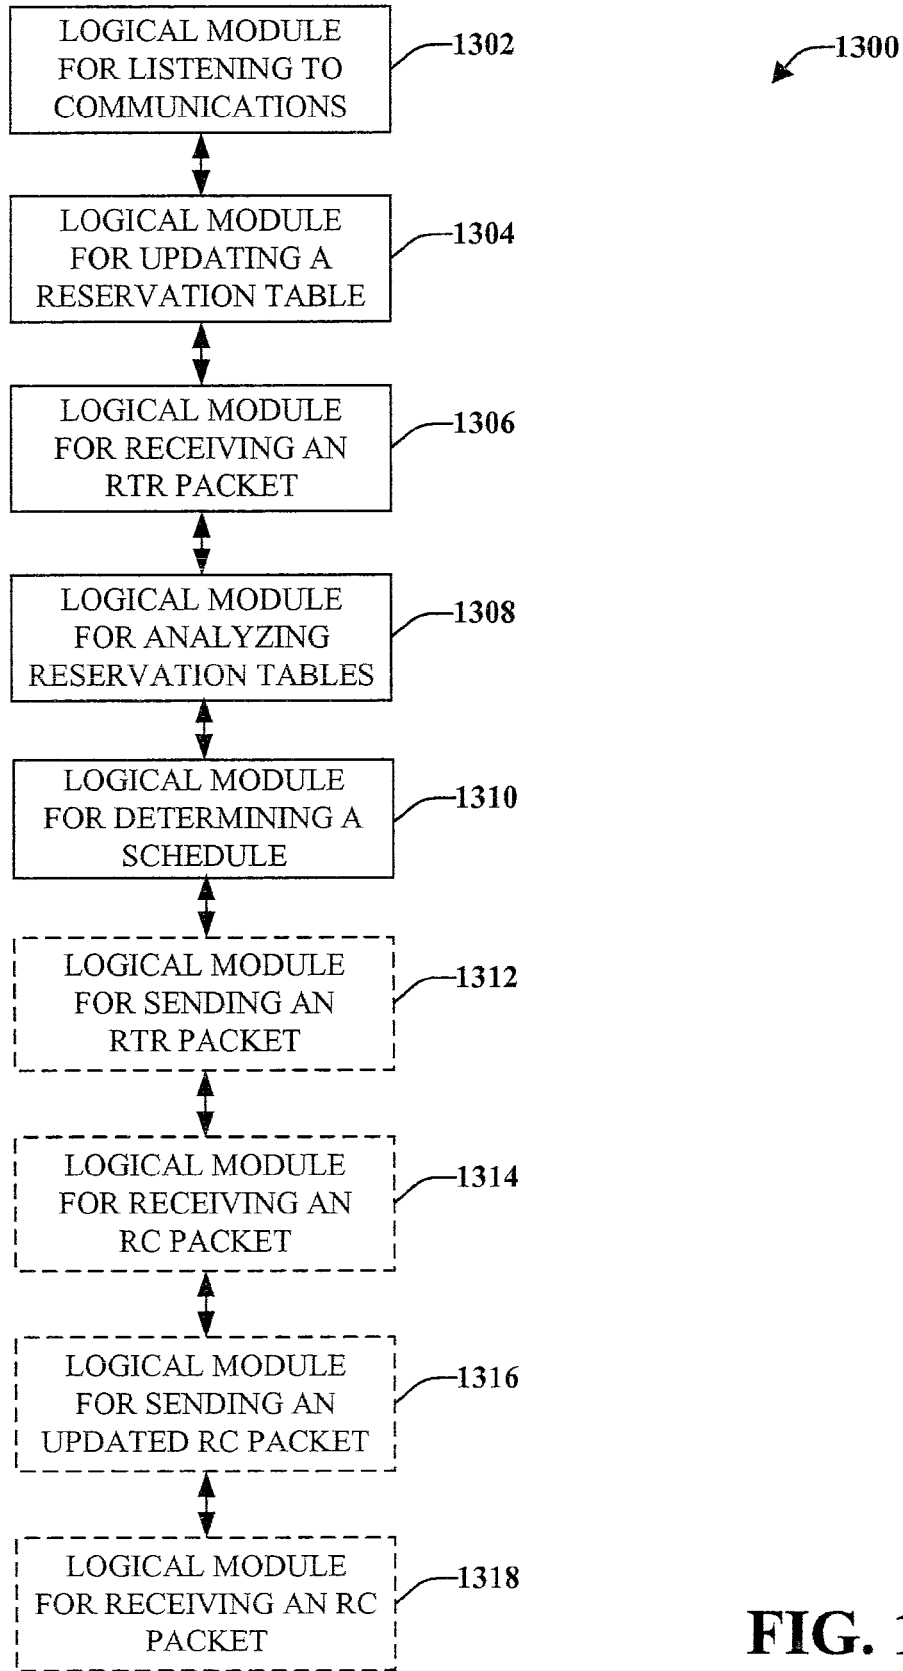 LOGICAL MODULE
FOR LISTENING TO
COMMUNICATIONS
1302
1300
LOGICAL MODULE
FOR UPDATING A
RESERVATION TABLE
1304
LOGICAL MODULE
FOR RECEIVING AN
RTR PACKET
1306
LOGICAL MODULE
FOR ANALYZING
RESERVATION TABLES
1308
LOGICAL MODULE
FOR DETERMINING A
SCHEDULE
1310
LOGICAL MODULE
FOR SENDING AN
RTR PACKET
1312
LOGICAL MODULE
FOR RECEIVING AN
RC PACKET
1314
LOGICAL MODULE
FOR SENDING AN
UPDATED RC PACKET
1316
LOGICAL MODULE
FOR RECEIVING AN RC
PACKET
1318
FIG.